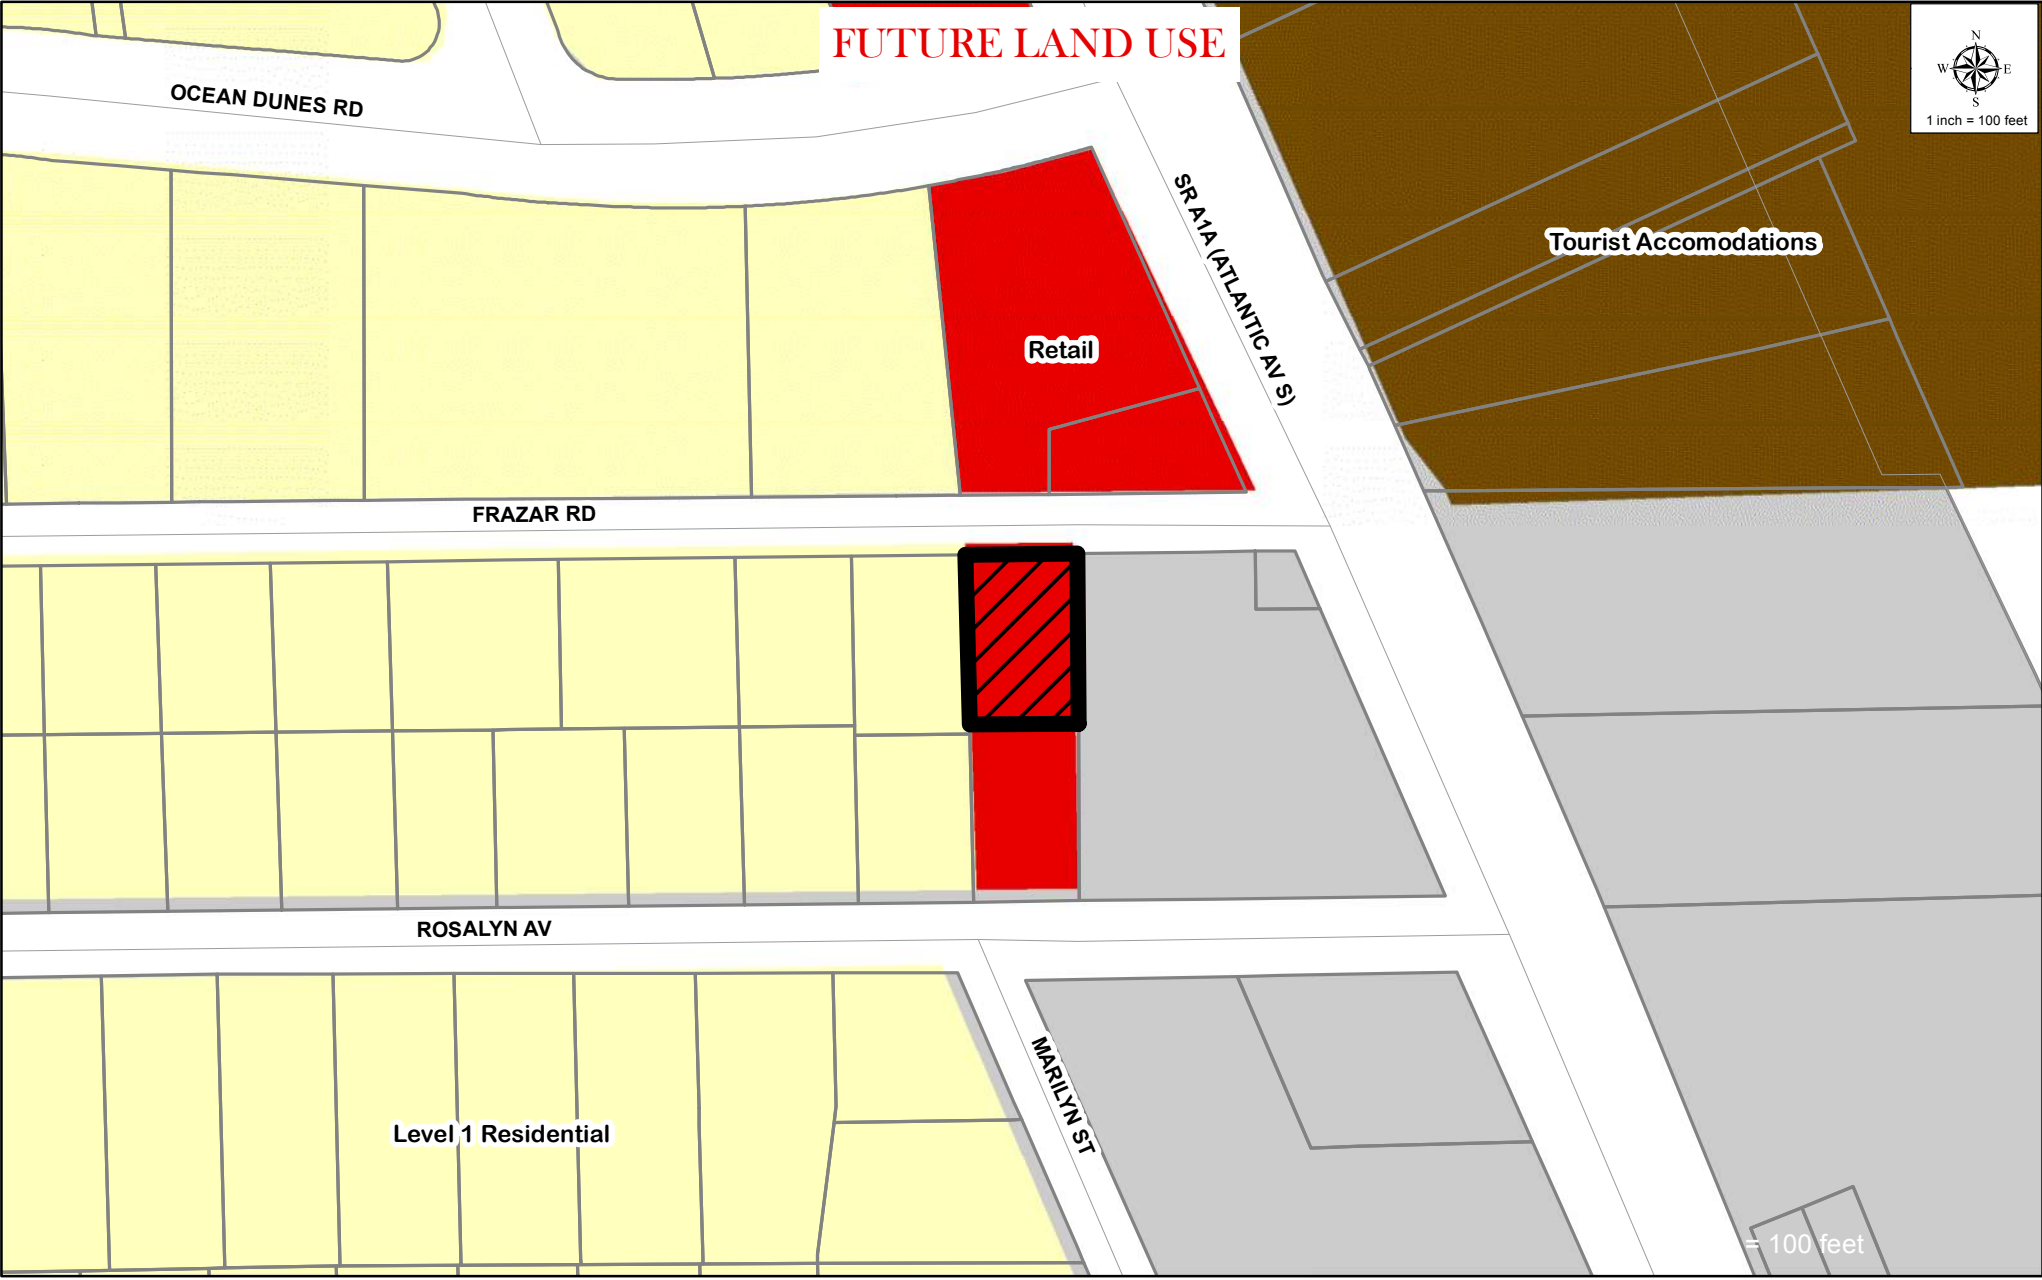 FUTURE LAND USE
N
W E
S
1 inch = 100 feet
OCEAN DUNES RD
SR A1A (ATLANTIC AV S)
Tourist Accomodations
Retail
FRAZAR RD
ROSALYN AV
MARILYN ST
Level 1 Residential
= 100 feet